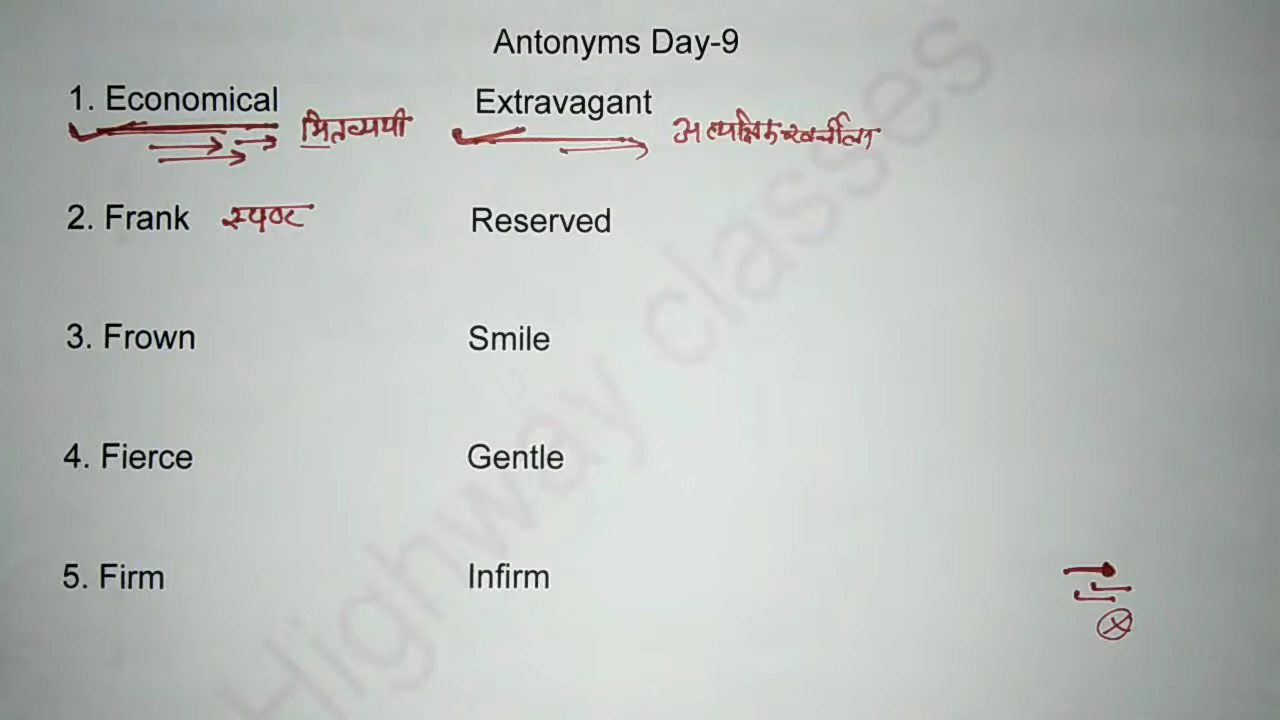 Antonyms Day-9
1. Economical मितव्ययी Extravagant अत्यधिक खर्चीला
2. Frank स्पष्ट Reserved
3. Frown Smile
4. Fierce Gentle
5. Firm Infirm
Highway classes